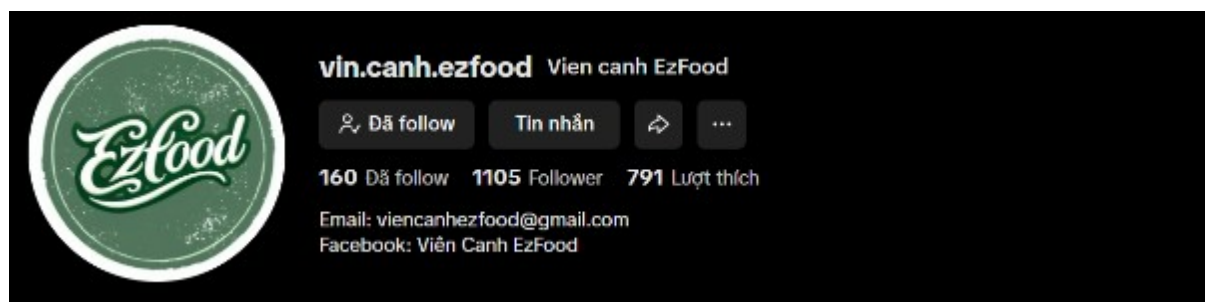 EzFood
vin.canh.ezfood Vien canh EzFood
Đã follow Tin nhắn
160 Đã follow 1105 Follower 791 Lượt thích
Email: viencanhezfood@gmail.com
Facebook: Viên Canh EzFood